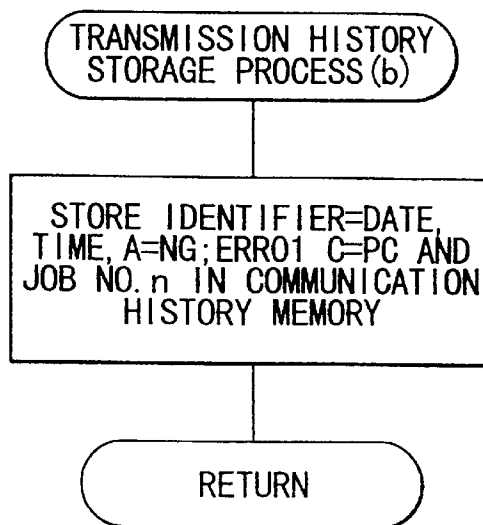 TRANSMISSION HISTORY
STORAGE PROCESS(b)
STORE IDENTIFIER=DATE,
TIME, A=NG;ERR01 C=PC AND
JOB NO. n IN COMMUNICATION
HISTORY MEMORY
RETURN